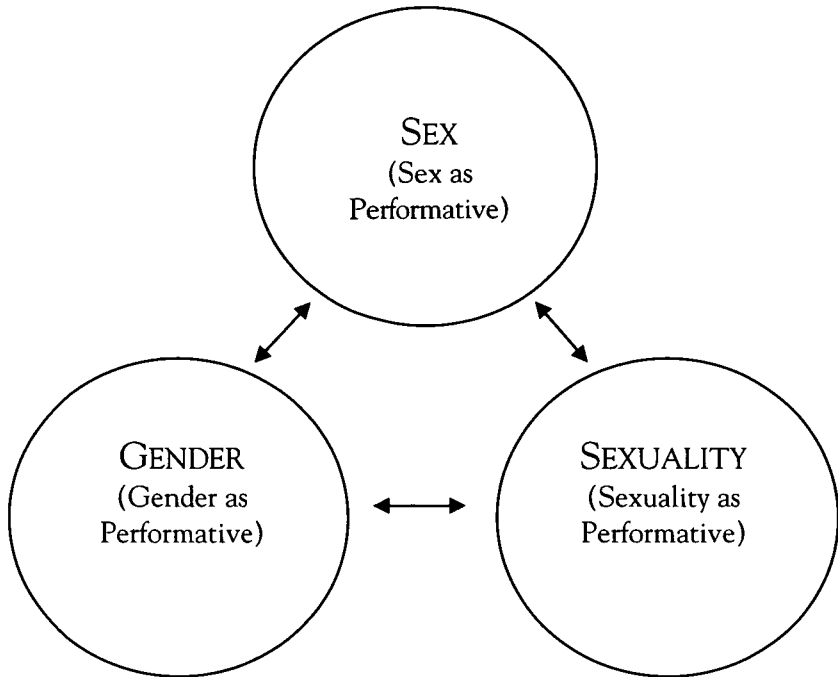 SEX
(Sex as
Performative)
GENDER
(Gender as
Performative)
SEXUALITY
(Sexuality as
Performative)